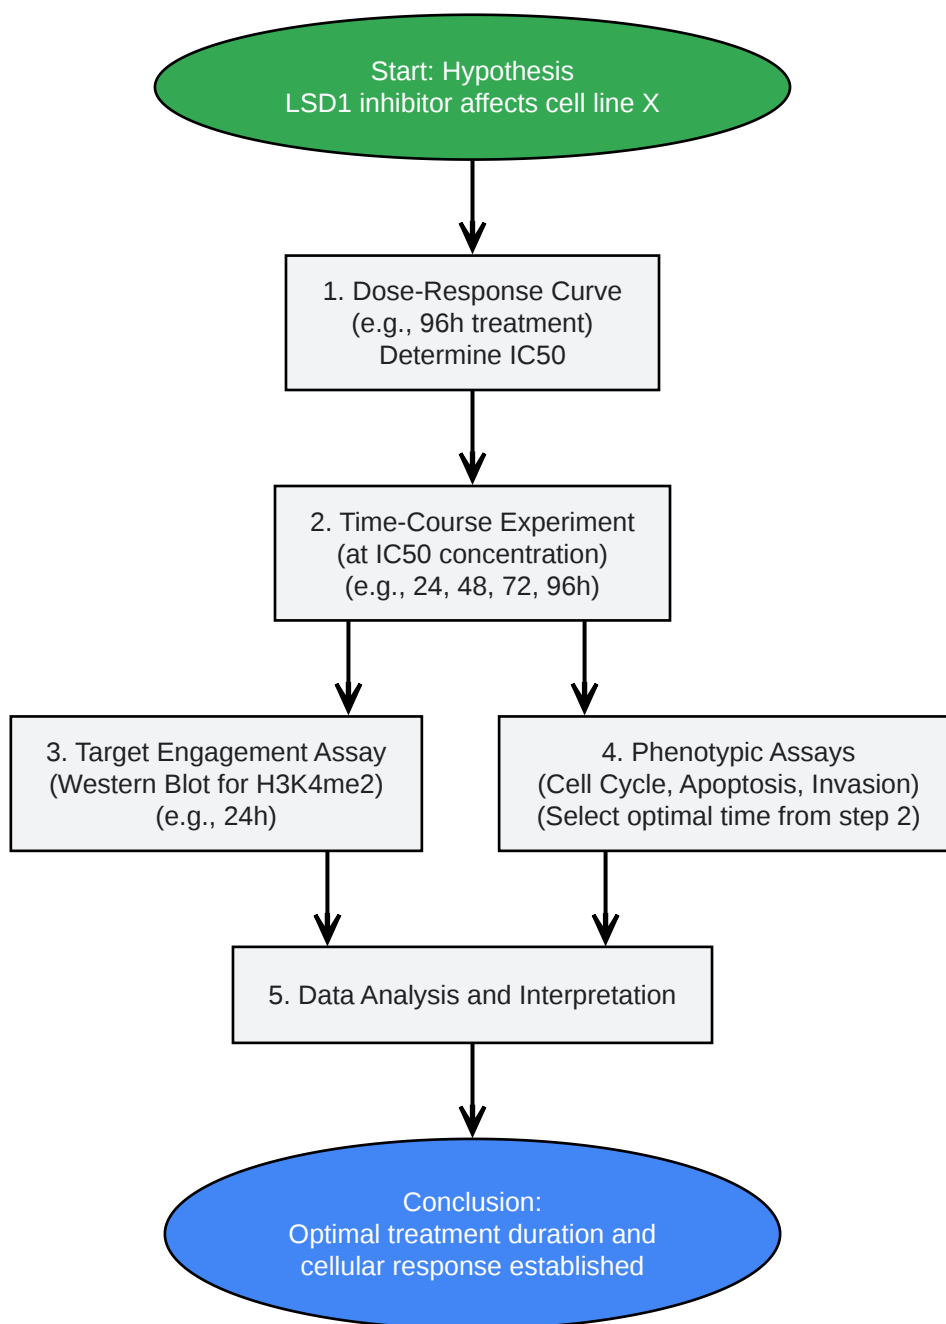 Start: Hypothesis
LSD1 inhibitor affects cell line X
1. Dose-Response Curve
(e.g., 96h treatment)
Determine IC50
2. Time-Course Experiment
(at IC50 concentration)
(e.g., 24, 48, 72, 96h)
3. Target Engagement Assay
(Western Blot for H3K4me2)
(e.g., 24h)
4. Phenotypic Assays
(Cell Cycle, Apoptosis, Invasion)
(Select optimal time from step 2)
5. Data Analysis and Interpretation
Conclusion:
Optimal treatment duration and
cellular response established